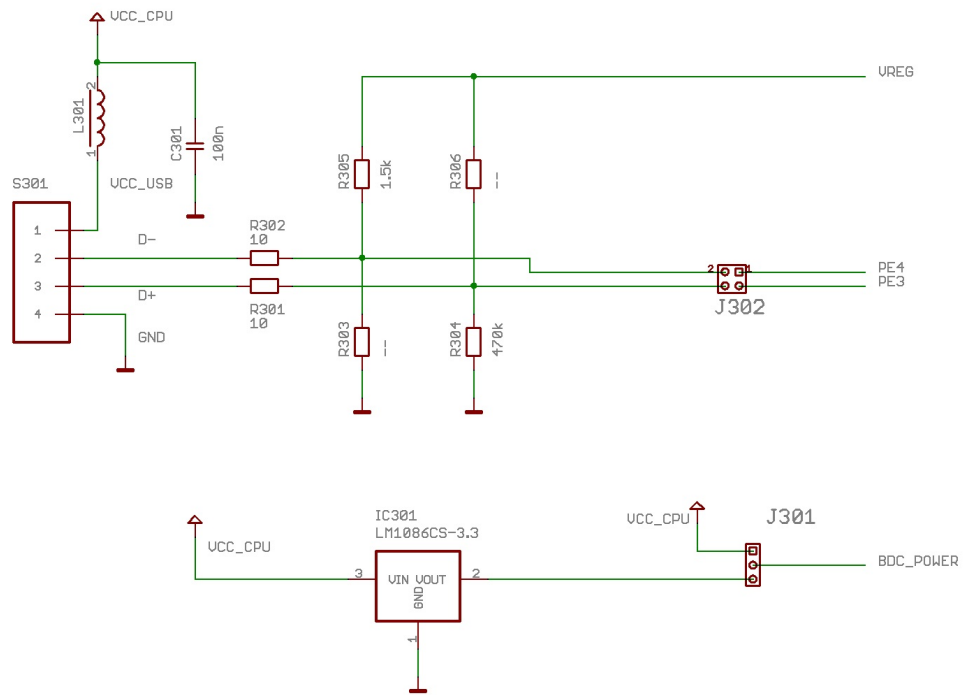 VCC_CPU
VREG
L301
2
1
C301
100n
R305
1.5k
R306
--
S301
VCC_USB
1
2
3
4
D-
D+
GND
R302
10
R301
10
2
1
PE4
PE3
J302
R303
--
R304
470k
IC301
LM1086CS-3.3
VCC_CPU
3
VIN VOUT
GND
2
1
VCC_CPU
J301
BDC_POWER